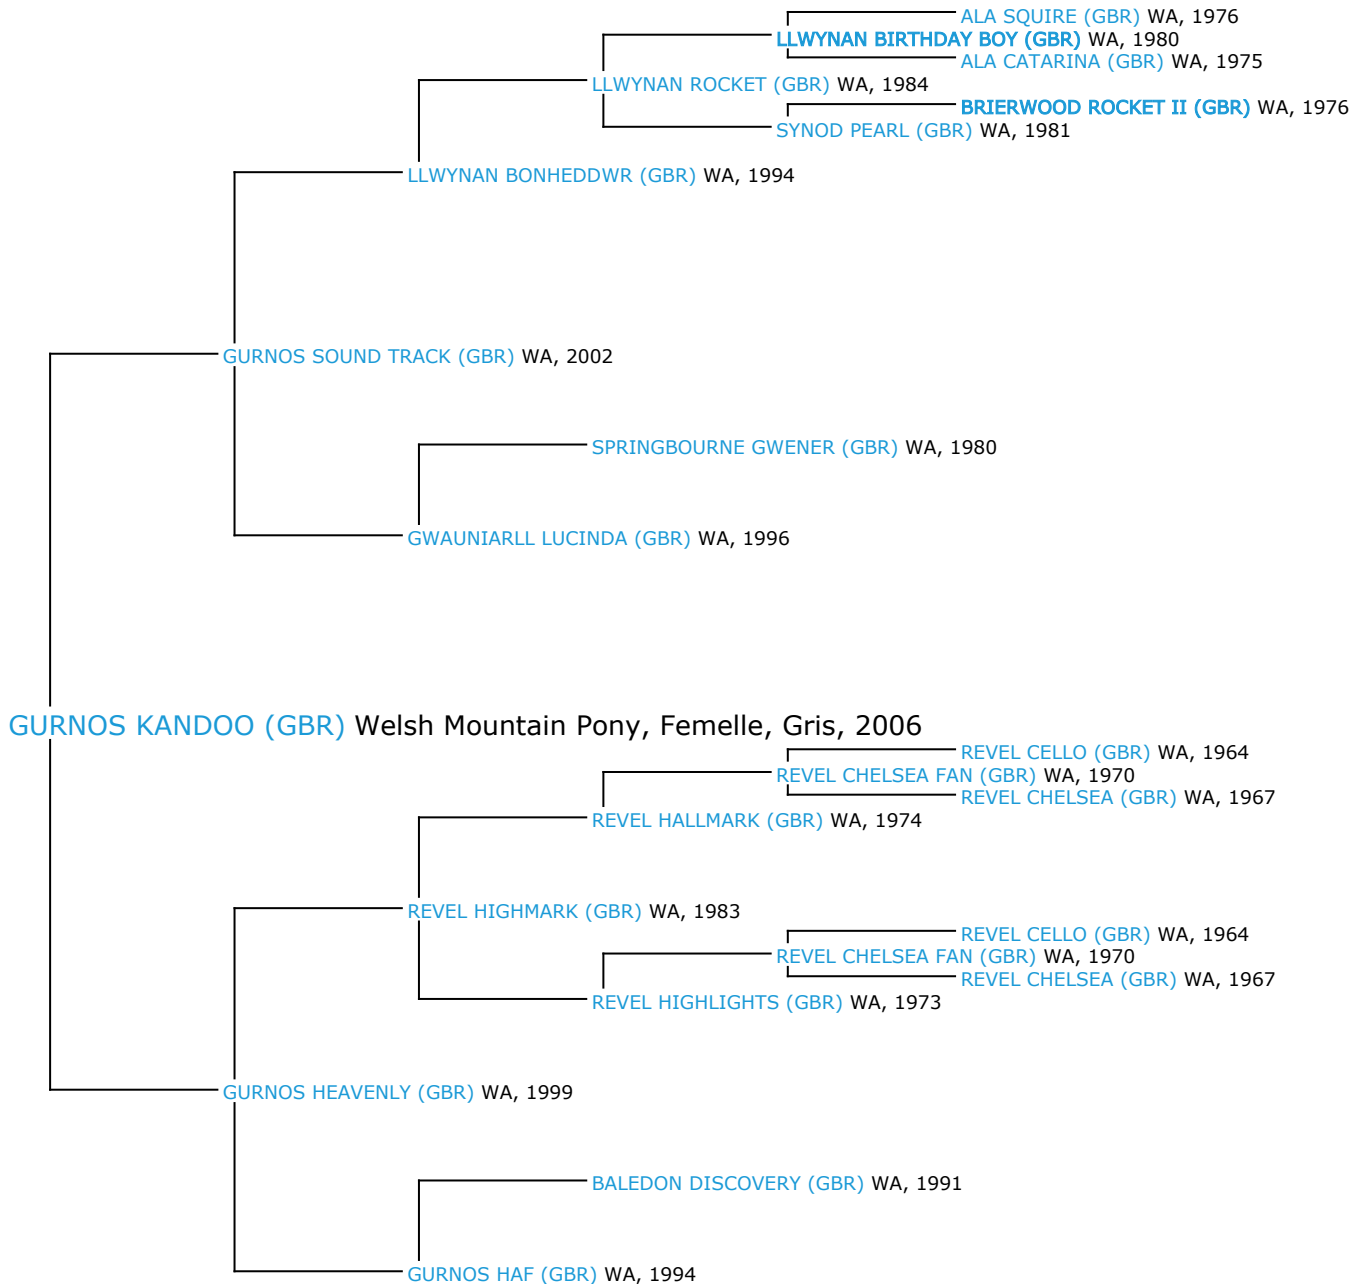 ALA SQUIRE (GBR) WA, 1976
LLWYNAN BIRTHDAY BOY (GBR) WA, 1980
ALA CATARINA (GBR) WA, 1975
LLWYNAN ROCKET (GBR) WA, 1984
BRIERWOOD ROCKET II (GBR) WA, 1976
SYNOD PEARL (GBR) WA, 1981
LLWYNAN BONHEDDWR (GBR) WA, 1994
GURNOS SOUND TRACK (GBR) WA, 2002
SPRINGBOURNE GWENER (GBR) WA, 1980
GWAUNIARLL LUCINDA (GBR) WA, 1996
GURNOS KANDOO (GBR) Welsh Mountain Pony, Femelle, Gris, 2006
REVEL CELLO (GBR) WA, 1964
REVEL CHELSEA FAN (GBR) WA, 1970
REVEL CHELSEA (GBR) WA, 1967
REVEL HALLMARK (GBR) WA, 1974
REVEL HIGHMARK (GBR) WA, 1983
REVEL CELLO (GBR) WA, 1964
REVEL CHELSEA FAN (GBR) WA, 1970
REVEL CHELSEA (GBR) WA, 1967
REVEL HIGHLIGHTS (GBR) WA, 1973
GURNOS HEAVENLY (GBR) WA, 1999
BALEDON DISCOVERY (GBR) WA, 1991
GURNOS HAF (GBR) WA, 1994